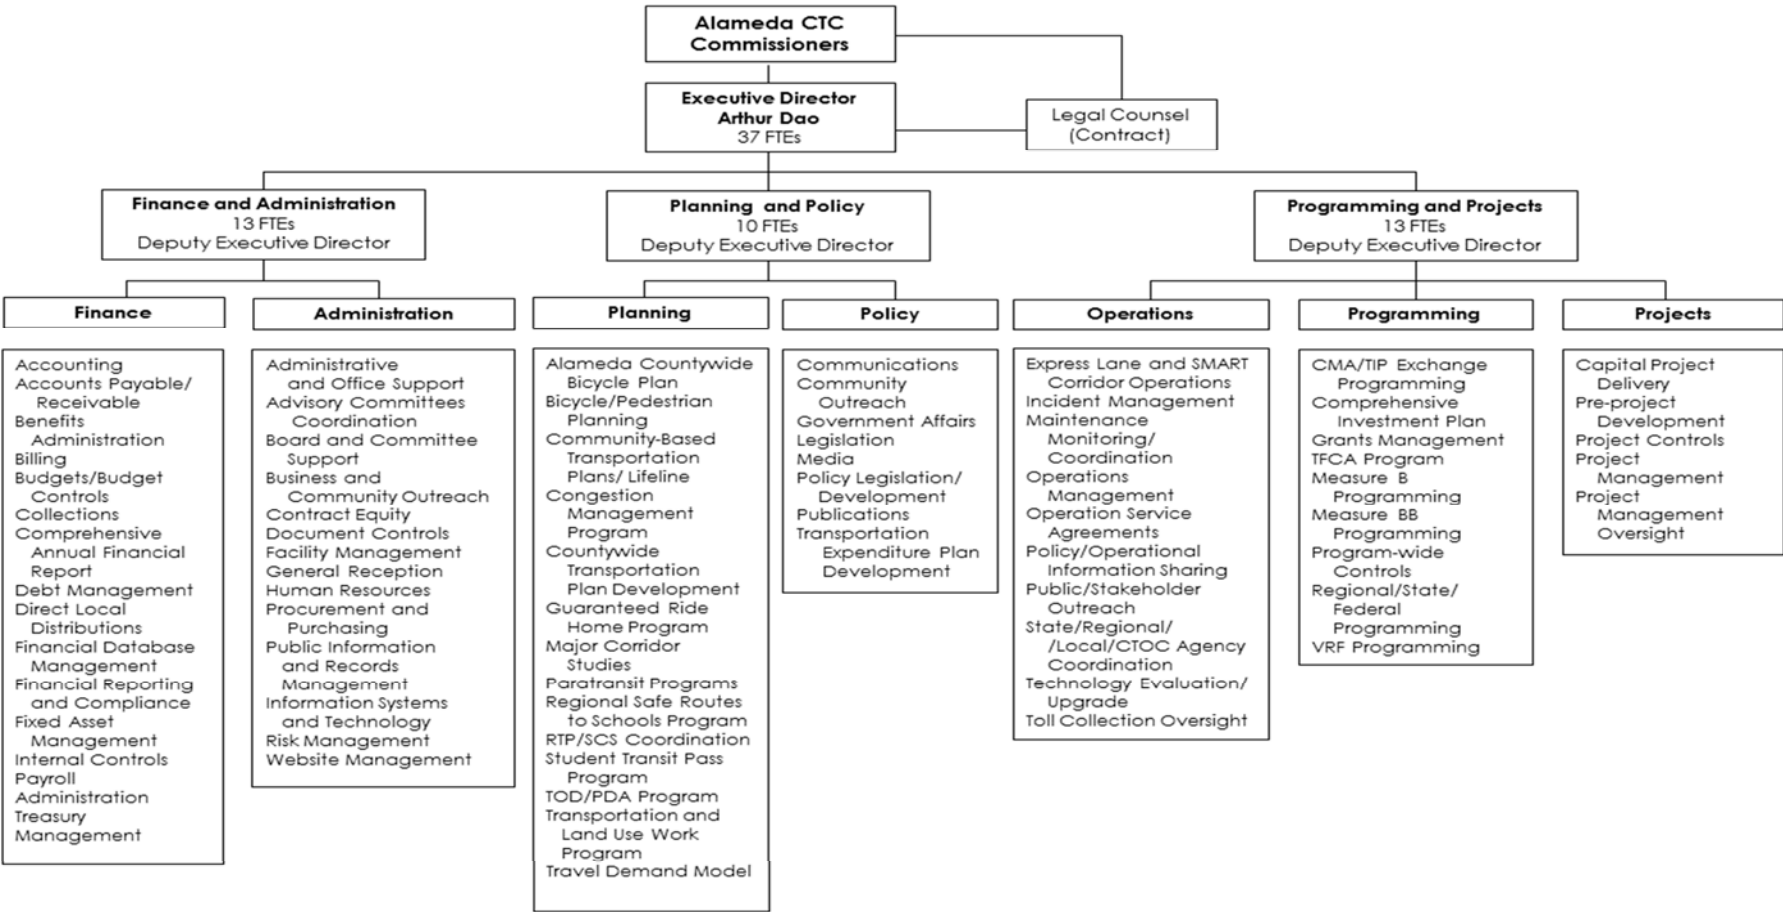 Alameda CTC
Commissioners
Executive Director
Arthur Dao
37 FTEs
Legal Counsel
(Contract)
Finance and Administration
13 FTEs
Deputy Executive Director
Planning and Policy
10 FTEs
Deputy Executive Director
Programming and Projects
13 FTEs
Deputy Executive Director
Finance
Administration
Planning
Policy
Operations
Programming
Projects
Accounting
Accounts Payable/
Receivable
Benefits
Administration
Billing
Budgets/Budget
Controls
Collections
Comprehensive
Annual Financial
Report
Debt Management
Direct Local
Distributions
Financial Database
Management
Financial Reporting
and Compliance
Fixed Asset
Management
Internal Controls
Payroll
Administration
Treasury
Management
Administrative
and Office Support
Advisory Committees
Coordination
Board and Committee
Support
Business and
Community Outreach
Contract Equity
Document Controls
Facility Management
General Reception
Human Resources
Procurement and
Purchasing
Public Information
and Records
Management
Information Systems
and Technology
Risk Management
Website Management
Alameda Countywide
Bicycle Plan
Bicycle/Pedestrian
Planning
Community-Based
Transportation
Plans/ Lifeline
Congestion
Management
Program
Countywide
Transportation
Plan Development
Guaranteed Ride
Home Program
Major Corridor
Studies
Paratransit Programs
Regional Safe Routes
to Schools Program
RTP/SCS Coordination
Student Transit Pass
Program
TOD/PDA Program
Transportation and
Land Use Work
Program
Travel Demand Model
Communications
Community
Outreach
Government Affairs
Legislation
Media
Policy Legislation/
Development
Publications
Transportation
Expenditure Plan
Development
Express Lane and SMART
Corridor Operations
Incident Management
Maintenance
Monitoring/
Coordination
Operations
Management
Operation Service
Agreements
Policy/Operational
Information Sharing
Public/Stakeholder
Outreach
State/Regional/
/Local/CTOC Agency
Coordination
Technology Evaluation/
Upgrade
Toll Collection Oversight
CMA/TIP Exchange
Programming
Comprehensive
Investment Plan
Grants Management
TFCA Program
Measure B
Programming
Measure BB
Programming
Program-wide
Controls
Regional/State/
Federal
Programming
VRF Programming
Capital Project
Delivery
Pre-project
Development
Project Controls
Project
Management
Project
Management
Oversight